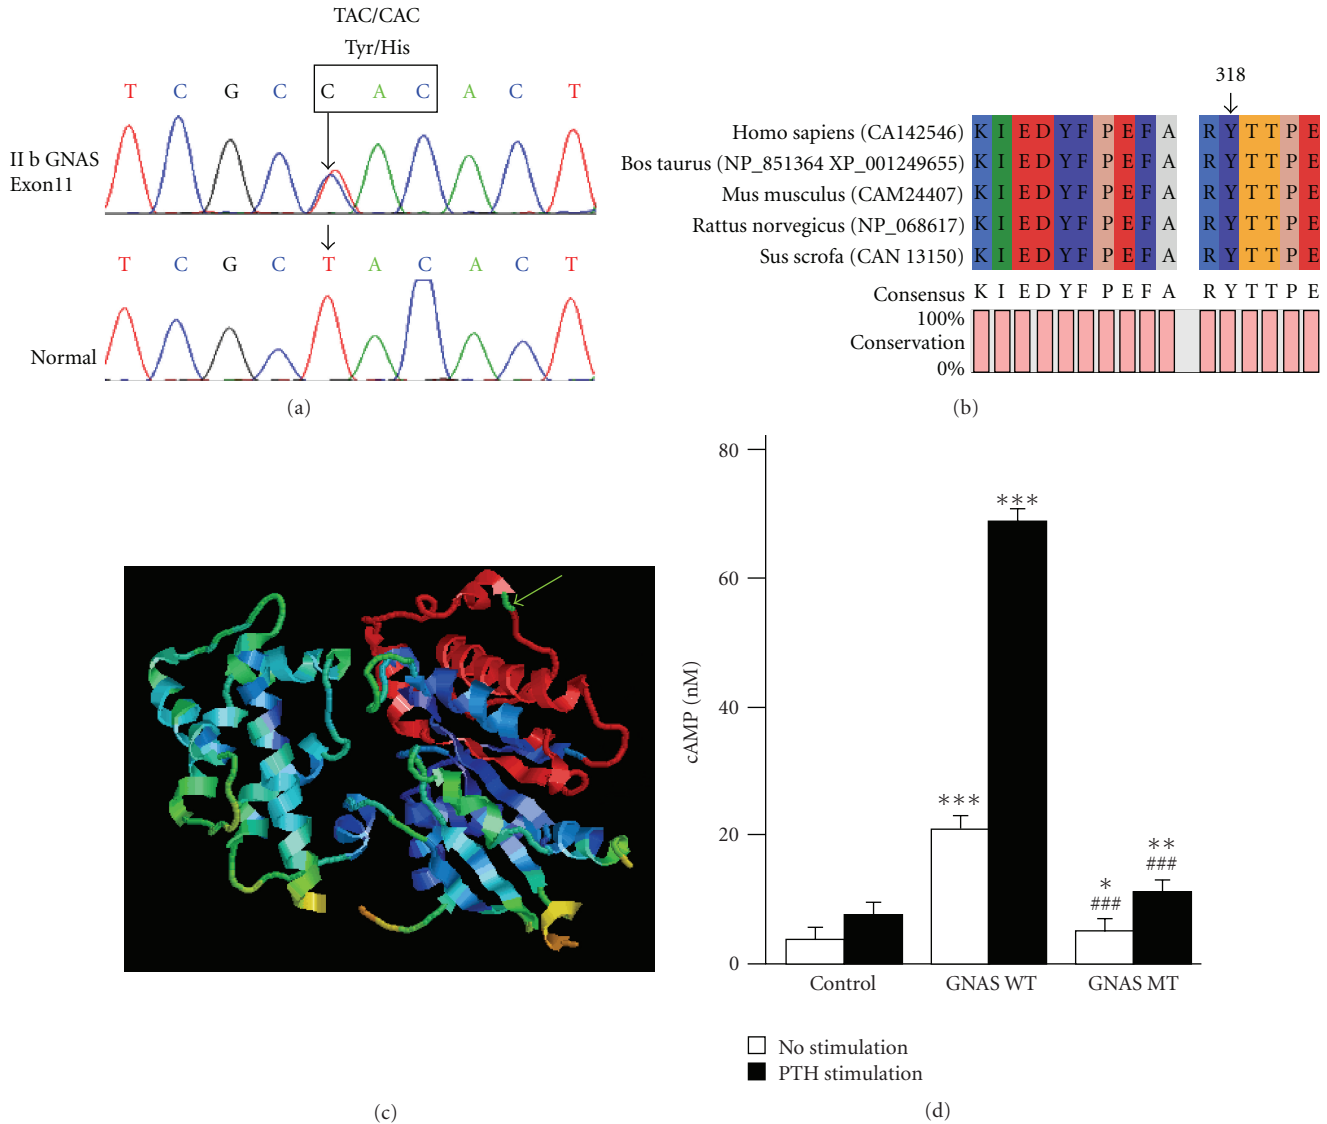 TAC/CAC
Tyr/His
T C G C C A C A C T
II b GNAS
Exon11
T C G C T A C A C T
Normal
(a)
318
Homo sapiens (CA142546) K I E D Y F P E F A R Y T T P E
Bos taurus (NP_851364 XP_001249655) K I E D Y F P E F A R Y T T P E
Mus musculus (CAM24407) K I E D Y F P E F A R Y T T P E
Rattus norvegicus (NP_068617) K I E D Y F P E F A R Y T T P E
Sus scrofa (CAN 13150) K I E D Y F P E F A R Y T T P E
Consensus K I E D Y F P E F A R Y T T P E
100%
Conservation
0%
(b)
(c)
80
60
40
20
0
cAMP (nM)
***
***
*
###
**
###
Control GNAS WT GNAS MT
No stimulation
PTH stimulation
(d)